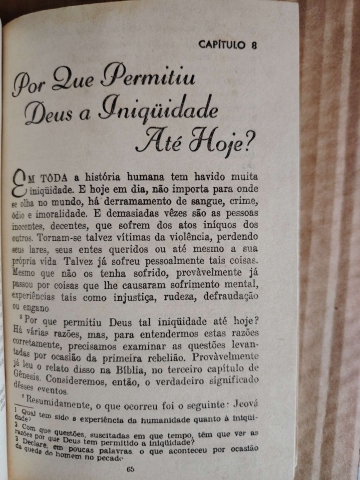 CAPÍTULO 8
Por Que Permitiu
Deus a Iniqüidade
Até Hoje?
EM TÔDA a história humana tem havido muita
iniqüidade. E hoje em dia, não importa para onde
se olha no mundo, há derramamento de sangue, crime,
ódio e imoralidade. E demasiadas vêzes são as pessoas
inocentes, decentes, que sofrem dos atos iníquos dos
outros. Tornam-se talvez vítimas da violência, perdendo
seus lares, seus entes queridos ou até mesmo a sua
própria vida Talvez já sofreu pessoalmente tais coisas.
Mesmo que não os tenha sofrido, provàvelmente já
passou por coisas que lhe causaram sofrimento mental,
experiências tais como injustiça, rudeza, defraudação
ou engano
2 Por que permitiu Deus tal iniqüidade até hoje?
Há várias razões, mas, para entendermos estas razões
corretamente, precisamos examinar as questões levan-
tadas por ocasião da primeira rebelião. Provàvelmente
já leu o relato disso na Bíblia, no terceiro capítulo de
Gênesis. Consideremos, então, o verdadeiro significado
dêsses eventos.
3 Resumidamente, o que ocorreu foi o seguinte: Jeová
1 Qual tem sido a experiência da humanidade quanto à iniqüi-
dade?
2 Com que questões, suscitadas em que tempo, têm que ver as
razões por que Deus tem permitido a iniqüidade?
3 Declare, em poucas palavras o que aconteceu por ocasião
da queda do homem no pecado
65